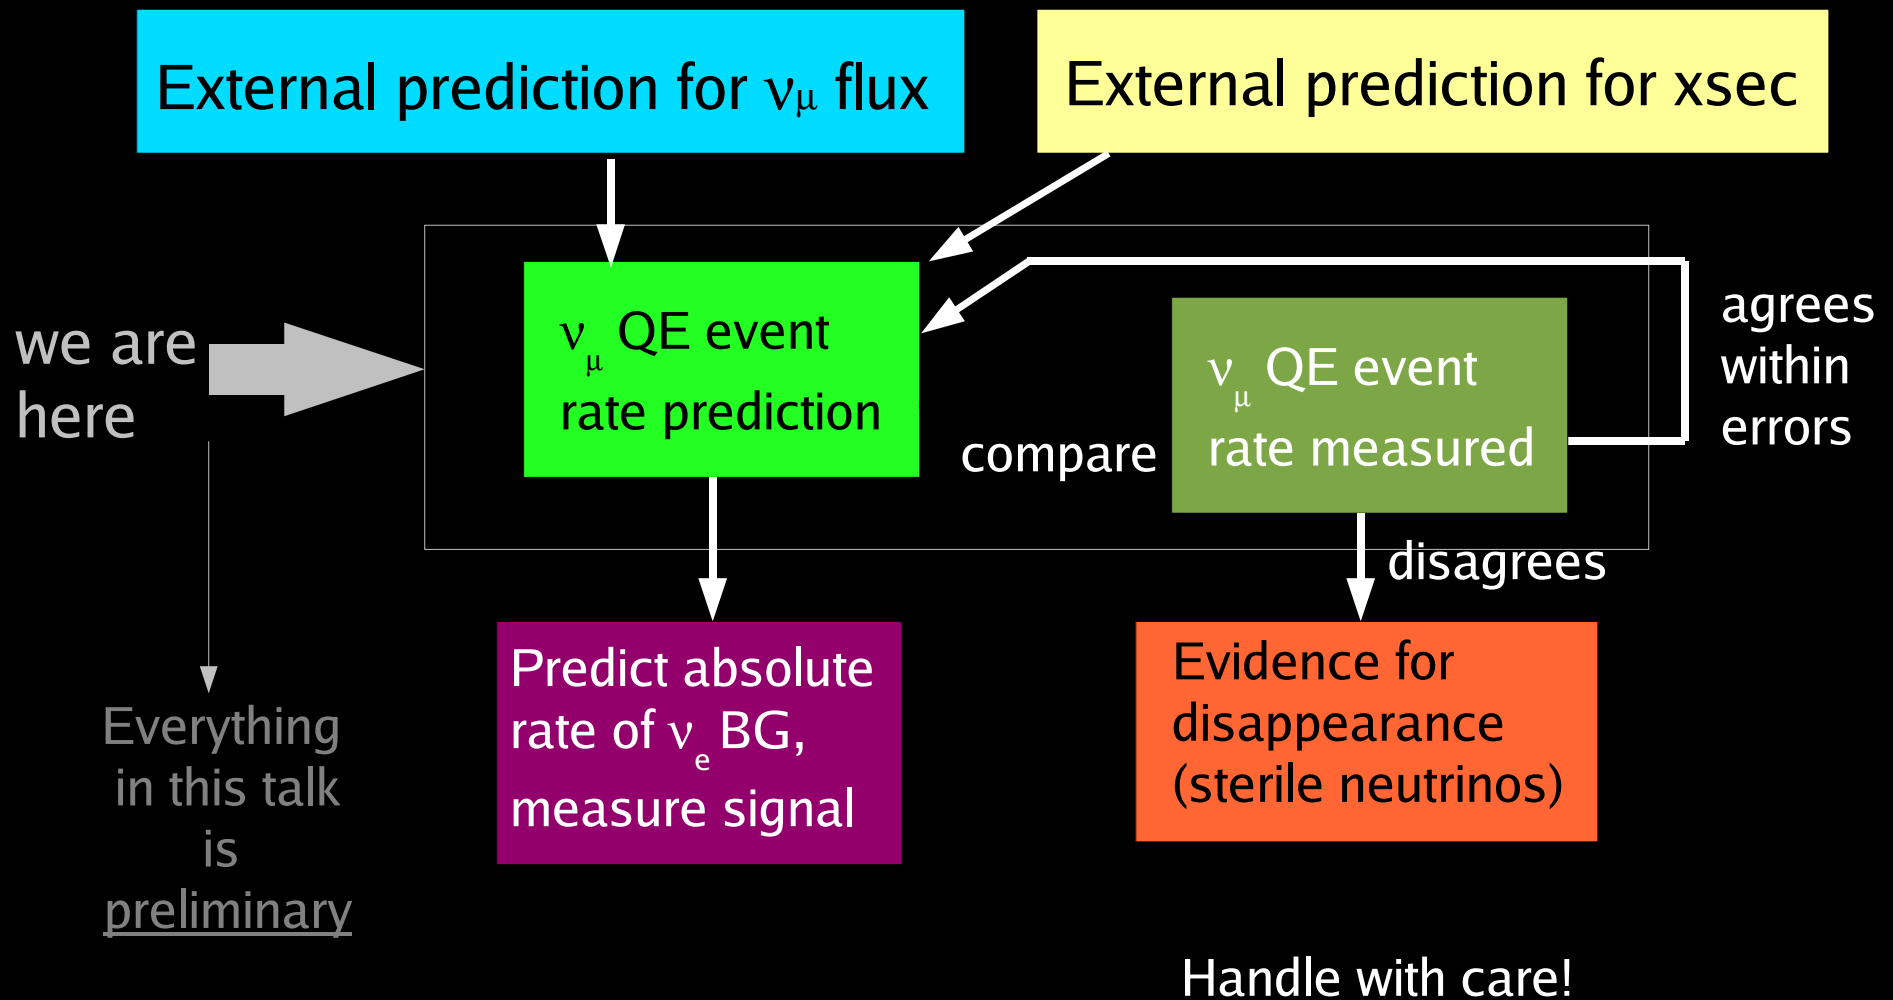 External prediction for νμ flux
External prediction for xsec
we are
here
νμ QE event
rate prediction
compare
νμ QE event
rate measured
agrees
within
errors
disagrees
Predict absolute
rate of νe BG,
measure signal
Evidence for
disappearance
(sterile neutrinos)
Everything
in this talk
is
preliminary
Handle with care!